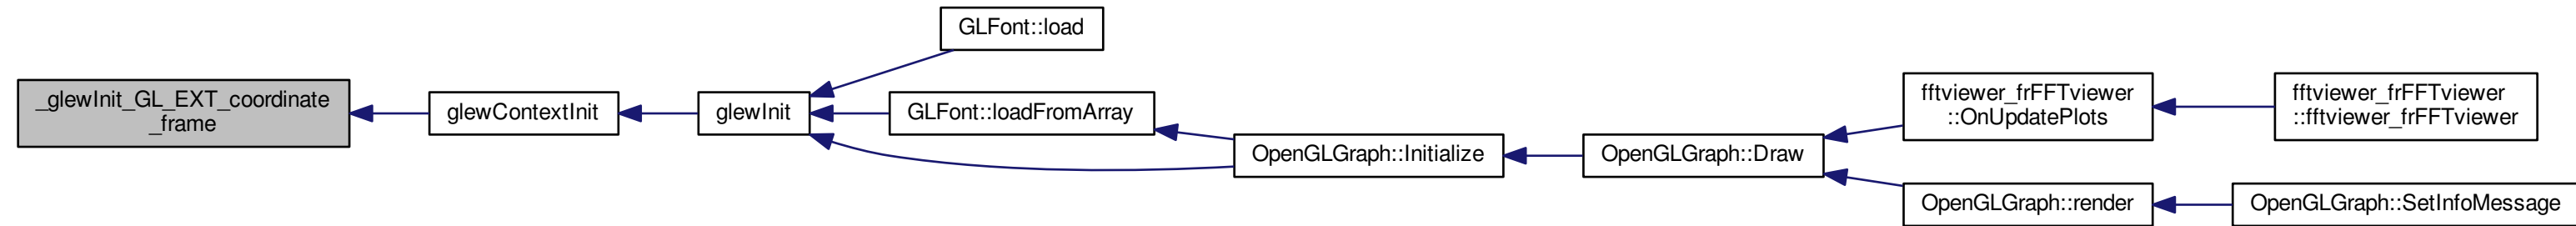 GLFont::load
_glewInit_GL_EXT_coordinate
_frame
glewContextInit
glewInit
GLFont::loadFromArray
OpenGLGraph::Initialize
OpenGLGraph::Draw
fftviewer_frFFTviewer
::OnUpdatePlots
fftviewer_frFFTviewer
::fftviewer_frFFTviewer
OpenGLGraph::render
OpenGLGraph::SetInfoMessage